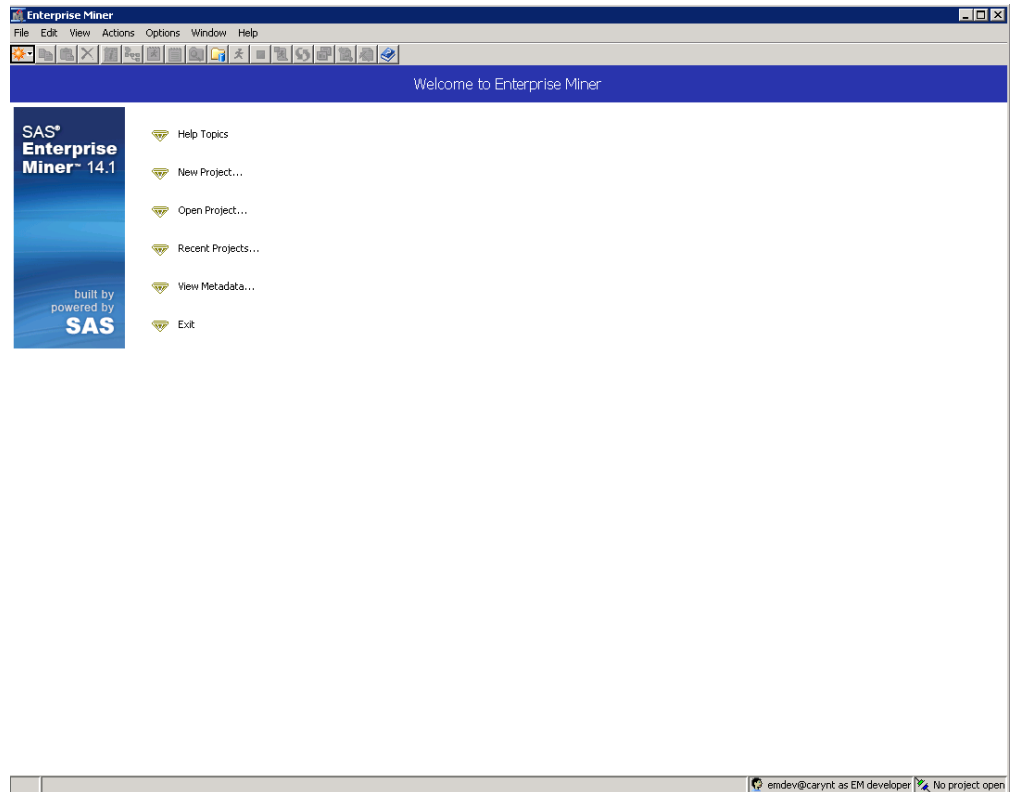 Enterprise Miner
File Edit View Actions Options Window Help
Welcome to Enterprise Miner
SAS®
Enterprise
Miner™ 14.1
built by
powered by
SAS
Help Topics
New Project...
Open Project...
Recent Projects...
View Metadata...
Exit
emdev@carynt as EM developer
No project open